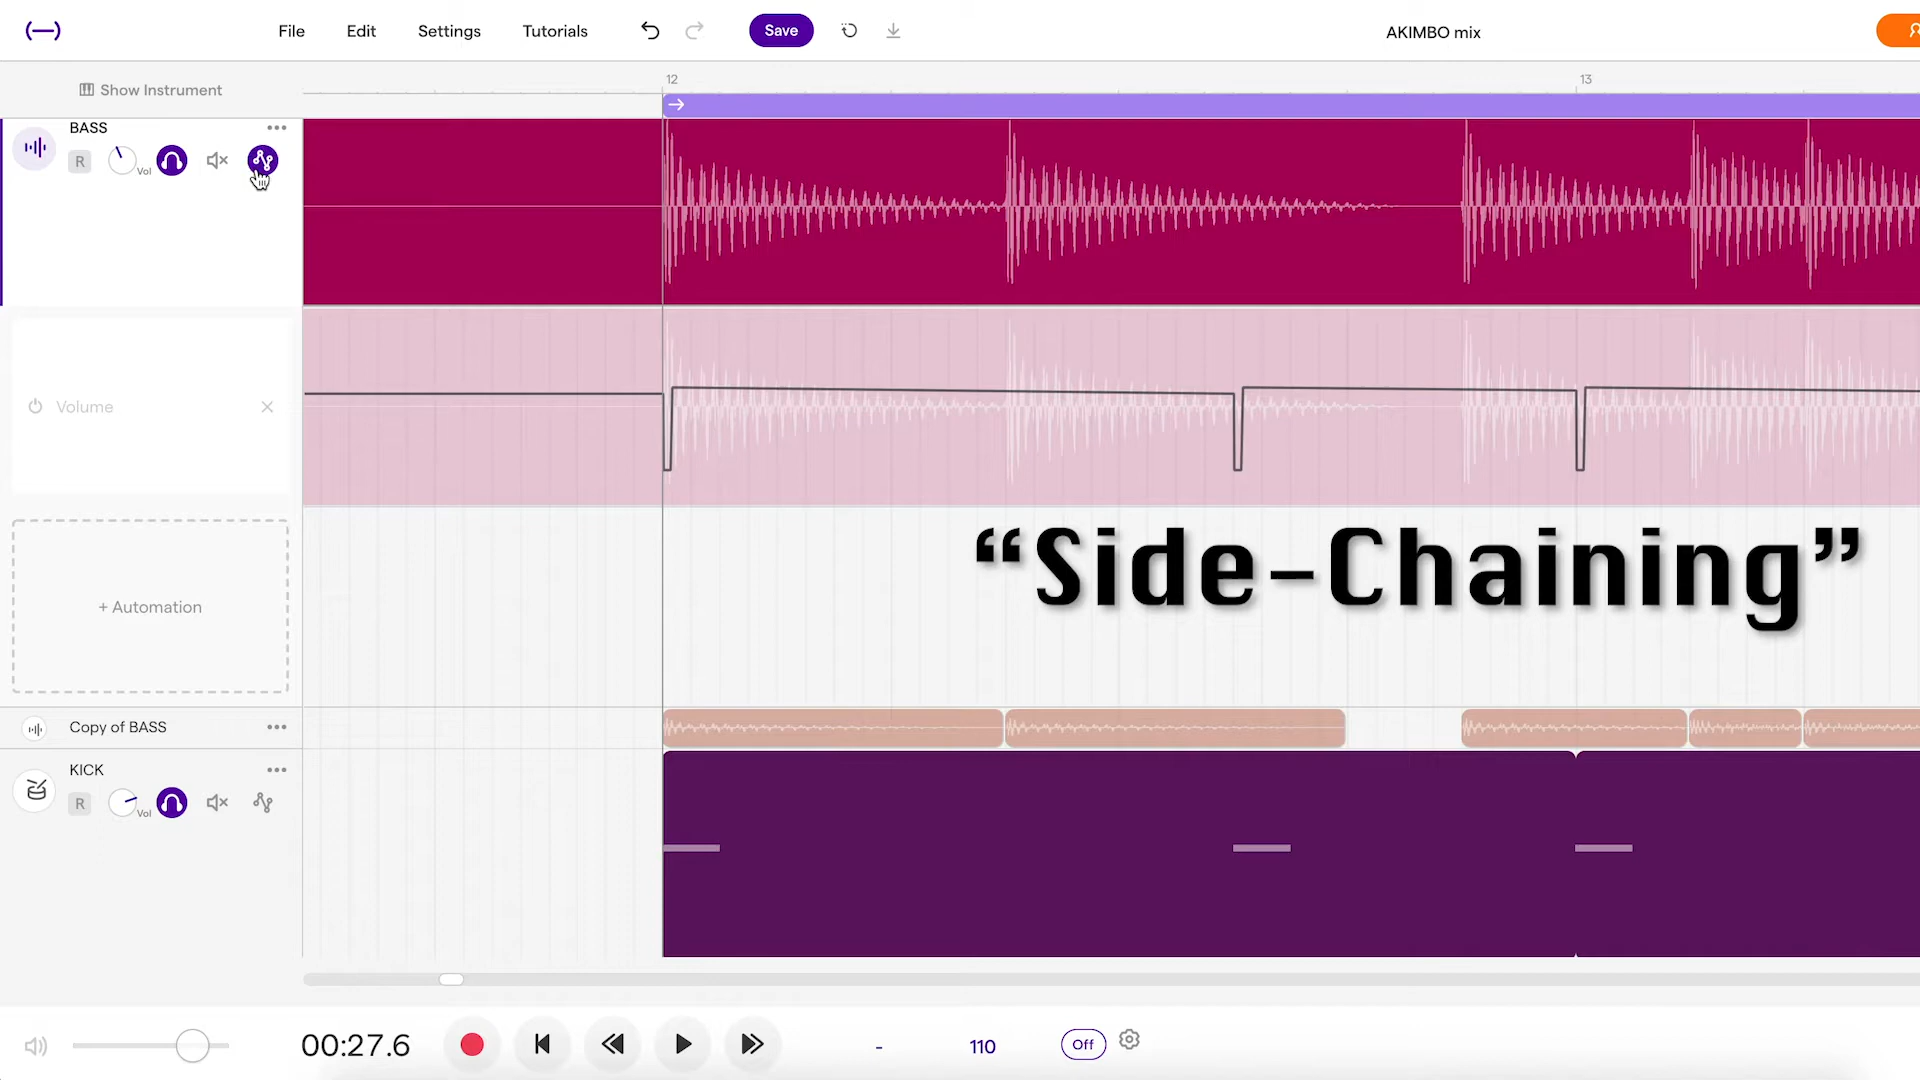 File Edit Settings Tutorials Save AKIMBO mix
Show Instrument
12 13
BASS
R Vol
Volume
+ Automation
“Side-Chaining”
Copy of BASS
KICK
R Vol
00:27.6 - 110 Off